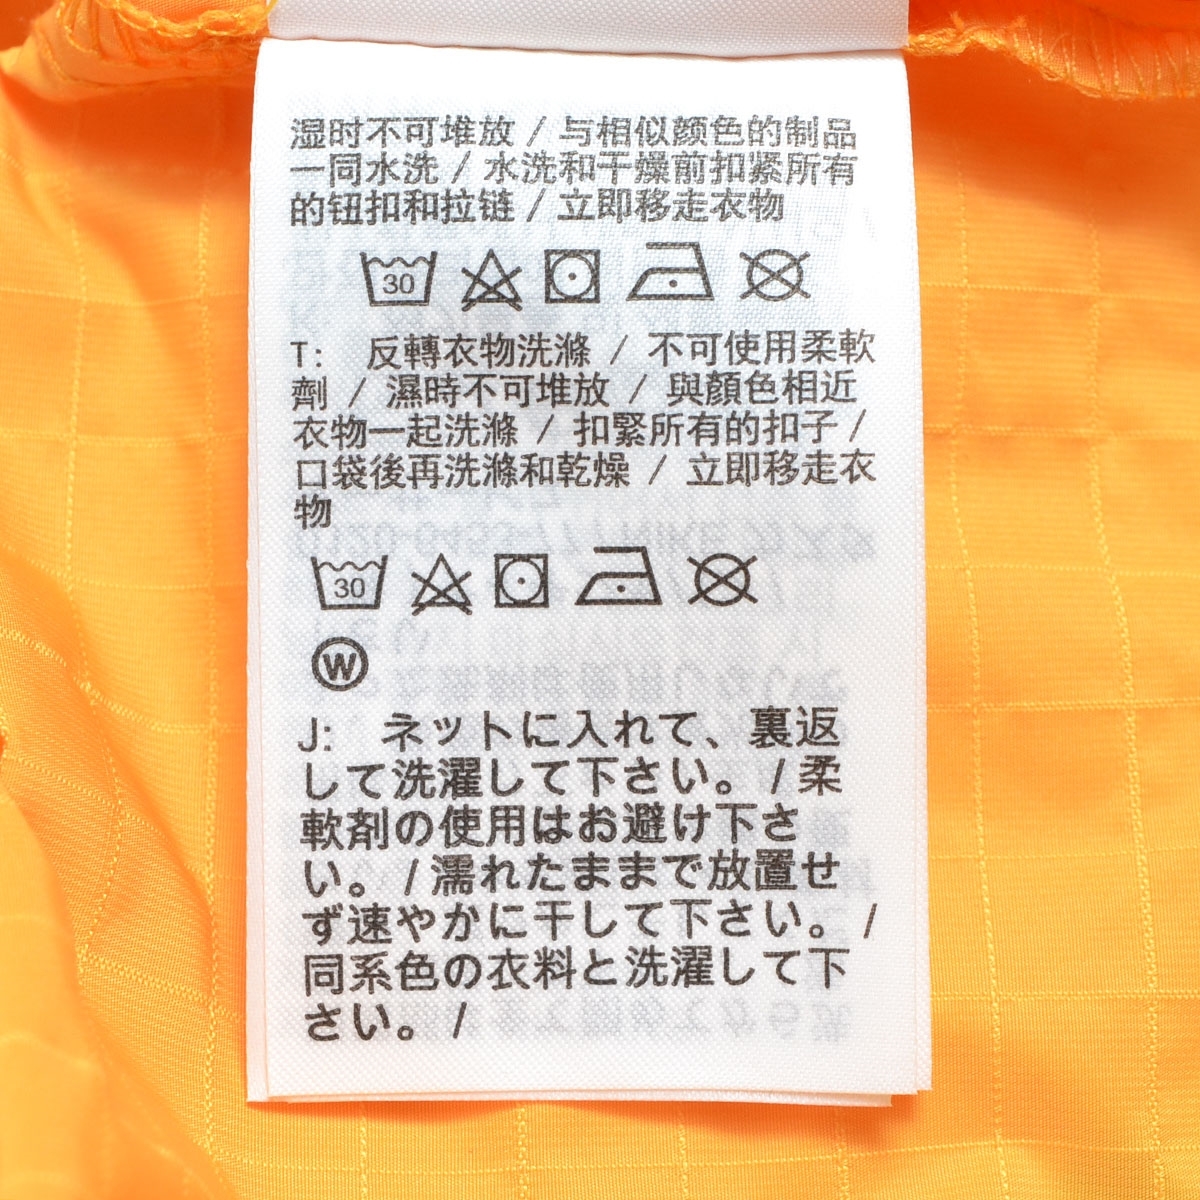 湿时不可堆放 / 与相似颜色的制品
一同水洗 / 水洗和干燥前扣紧所有
的钮扣和拉链 / 立即移走衣物
30
T: 反轉衣物洗滌 / 不可使用柔軟
劑 / 濕時不可堆放 / 與顏色相近
衣物一起洗滌 / 扣緊所有的扣子 /
口袋後再洗滌和乾燥 / 立即移走衣
物
30
W
J: ネットに入れて、裏返
して洗濯して下さい。/ 柔
軟剤の使用はお避け下さ
い。/ 濡れたままで放置せ
ず速やかに干して下さい。/
同系色の衣料と洗濯して下
さい。/